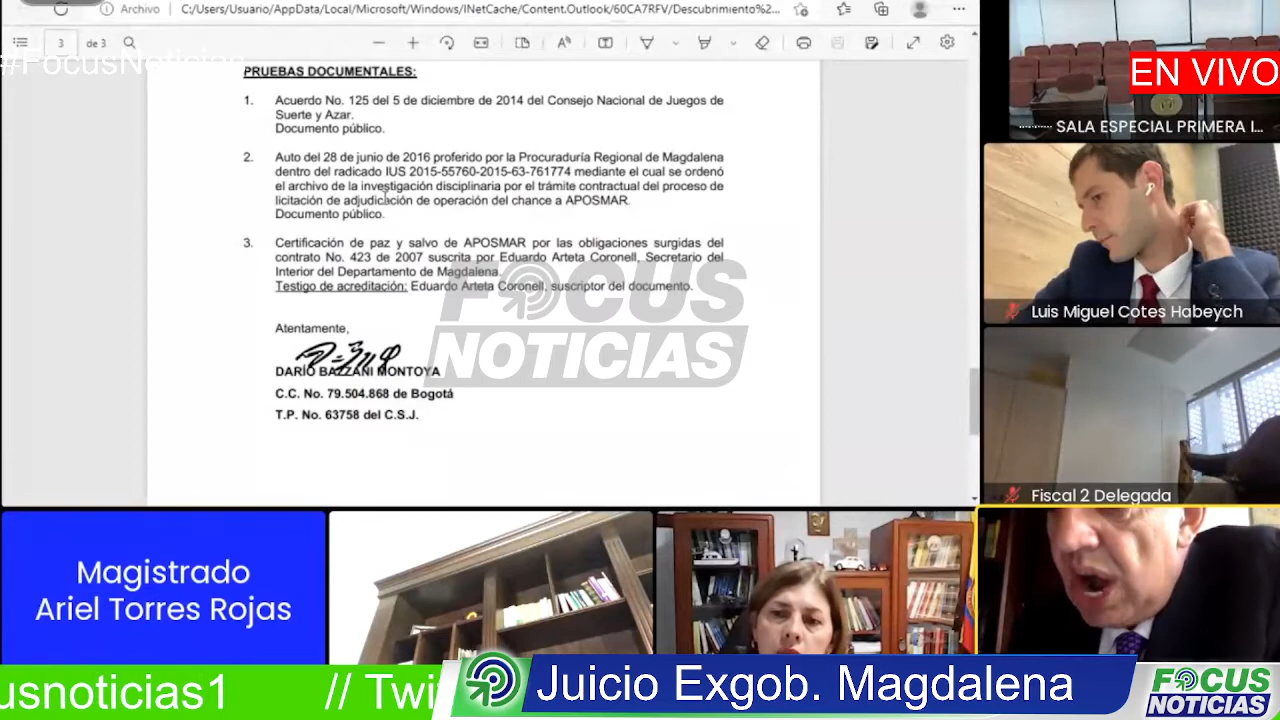 Archivo
C:/Users/Usuario/AppData/Local/Microsoft/Windows/INetCache/Content.Outlook/60CA7RFV/Descubrimiento%2...
3 de 3
#FocusNoticias
PRUEBAS DOCUMENTALES:
1. Acuerdo No. 125 del 5 de diciembre de 2014 del Consejo Nacional de Juegos de
Suerte y Azar.
Documento público.
2. Auto del 28 de junio de 2016 proferido por la Procuraduría Regional de Magdalena
dentro del radicado IUS 2015-55760-2015-63-761774 mediante el cual se ordenó
el archivo de la investigación disciplinaria por el trámite contractual del proceso de
licitación de adjudicación de operación del chance a APOSMAR.
Documento público.
3. Certificación de paz y salvo de APOSMAR por las obligaciones surgidas del
contrato No. 423 de 2007 suscrita por Eduardo Arteta Coronell, Secretario del
Interior del Departamento de Magdalena.
Testigo de acreditación: Eduardo Arteta Coronell, suscriptor del documento.
Atentamente,
DARÍO BAZZANI MONTOYA
C.C. No. 79.504.868 de Bogotá
T.P. No. 63758 del C.S.J.
FOCUS
NOTICIAS
EN VIVO
SALA ESPECIAL PRIMERA I...
Luis Miguel Cotes Habeych
Fiscal 2 Delegada
Magistrado
Ariel Torres Rojas
usnoticias1 // Twi
Juicio Exgob. Magdalena
FOCUS
NOTICIAS